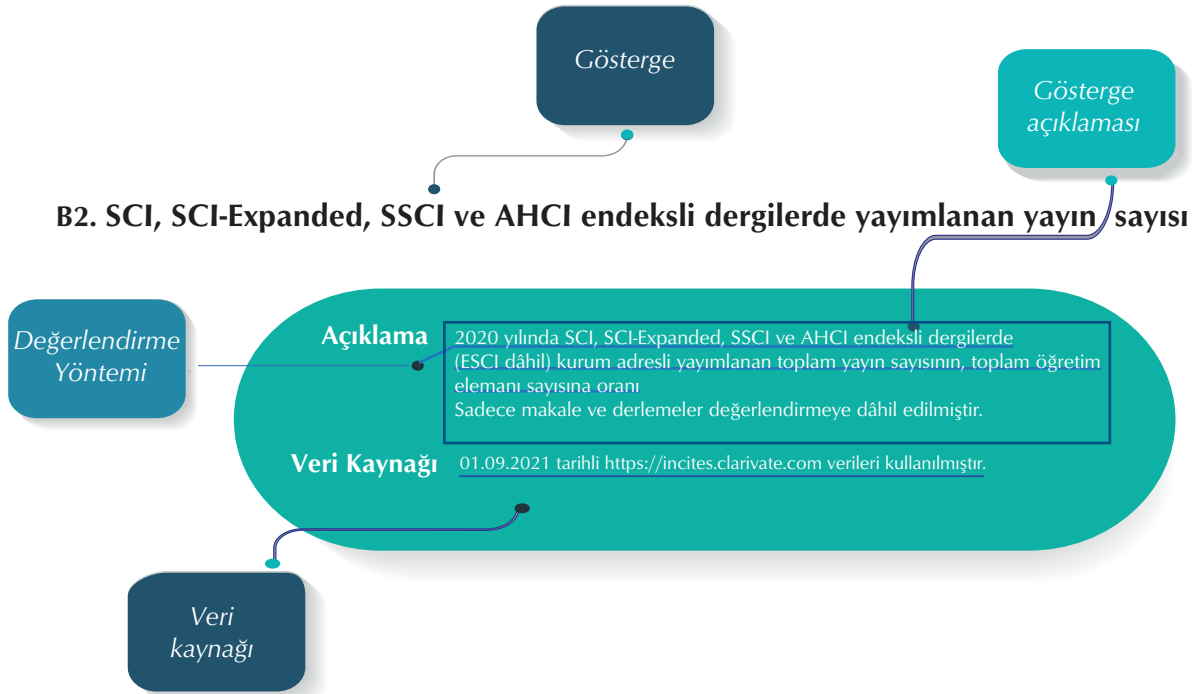 Gösterge
Gösterge
açıklaması
B2. SCI, SCI-Expanded, SSCI ve AHCI endeksli dergilerde yayımlanan yayın sayısı
Değerlendirme
Yöntemi
Açıklama
2020 yılında SCI, SCI-Expanded, SSCI ve AHCI endeksli dergilerde
(ESCI dâhil) kurum adresli yayımlanan toplam yayın sayısının, toplam öğretim
elemanı sayısına oranı
Sadece makale ve derlemeler değerlendirmeye dâhil edilmiştir.
Veri Kaynağı
01.09.2021 tarihli https://incites.clarivate.com verileri kullanılmıştır.
Veri
kaynağı